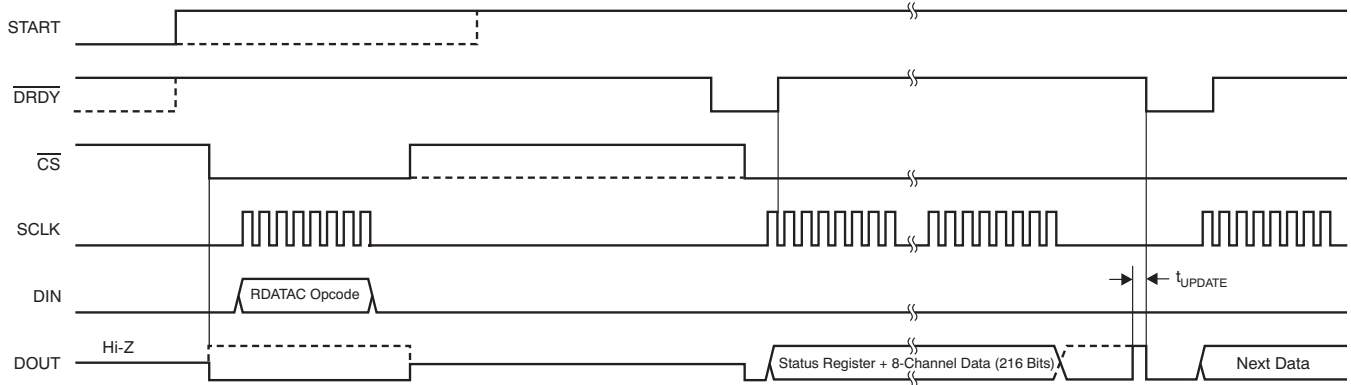 START
DRDY
CS
SCLK
DIN
RDATAC Opcode
tUPDATE
DOUT
Hi-Z
Status Register + 8-Channel Data (216 Bits)
Next Data